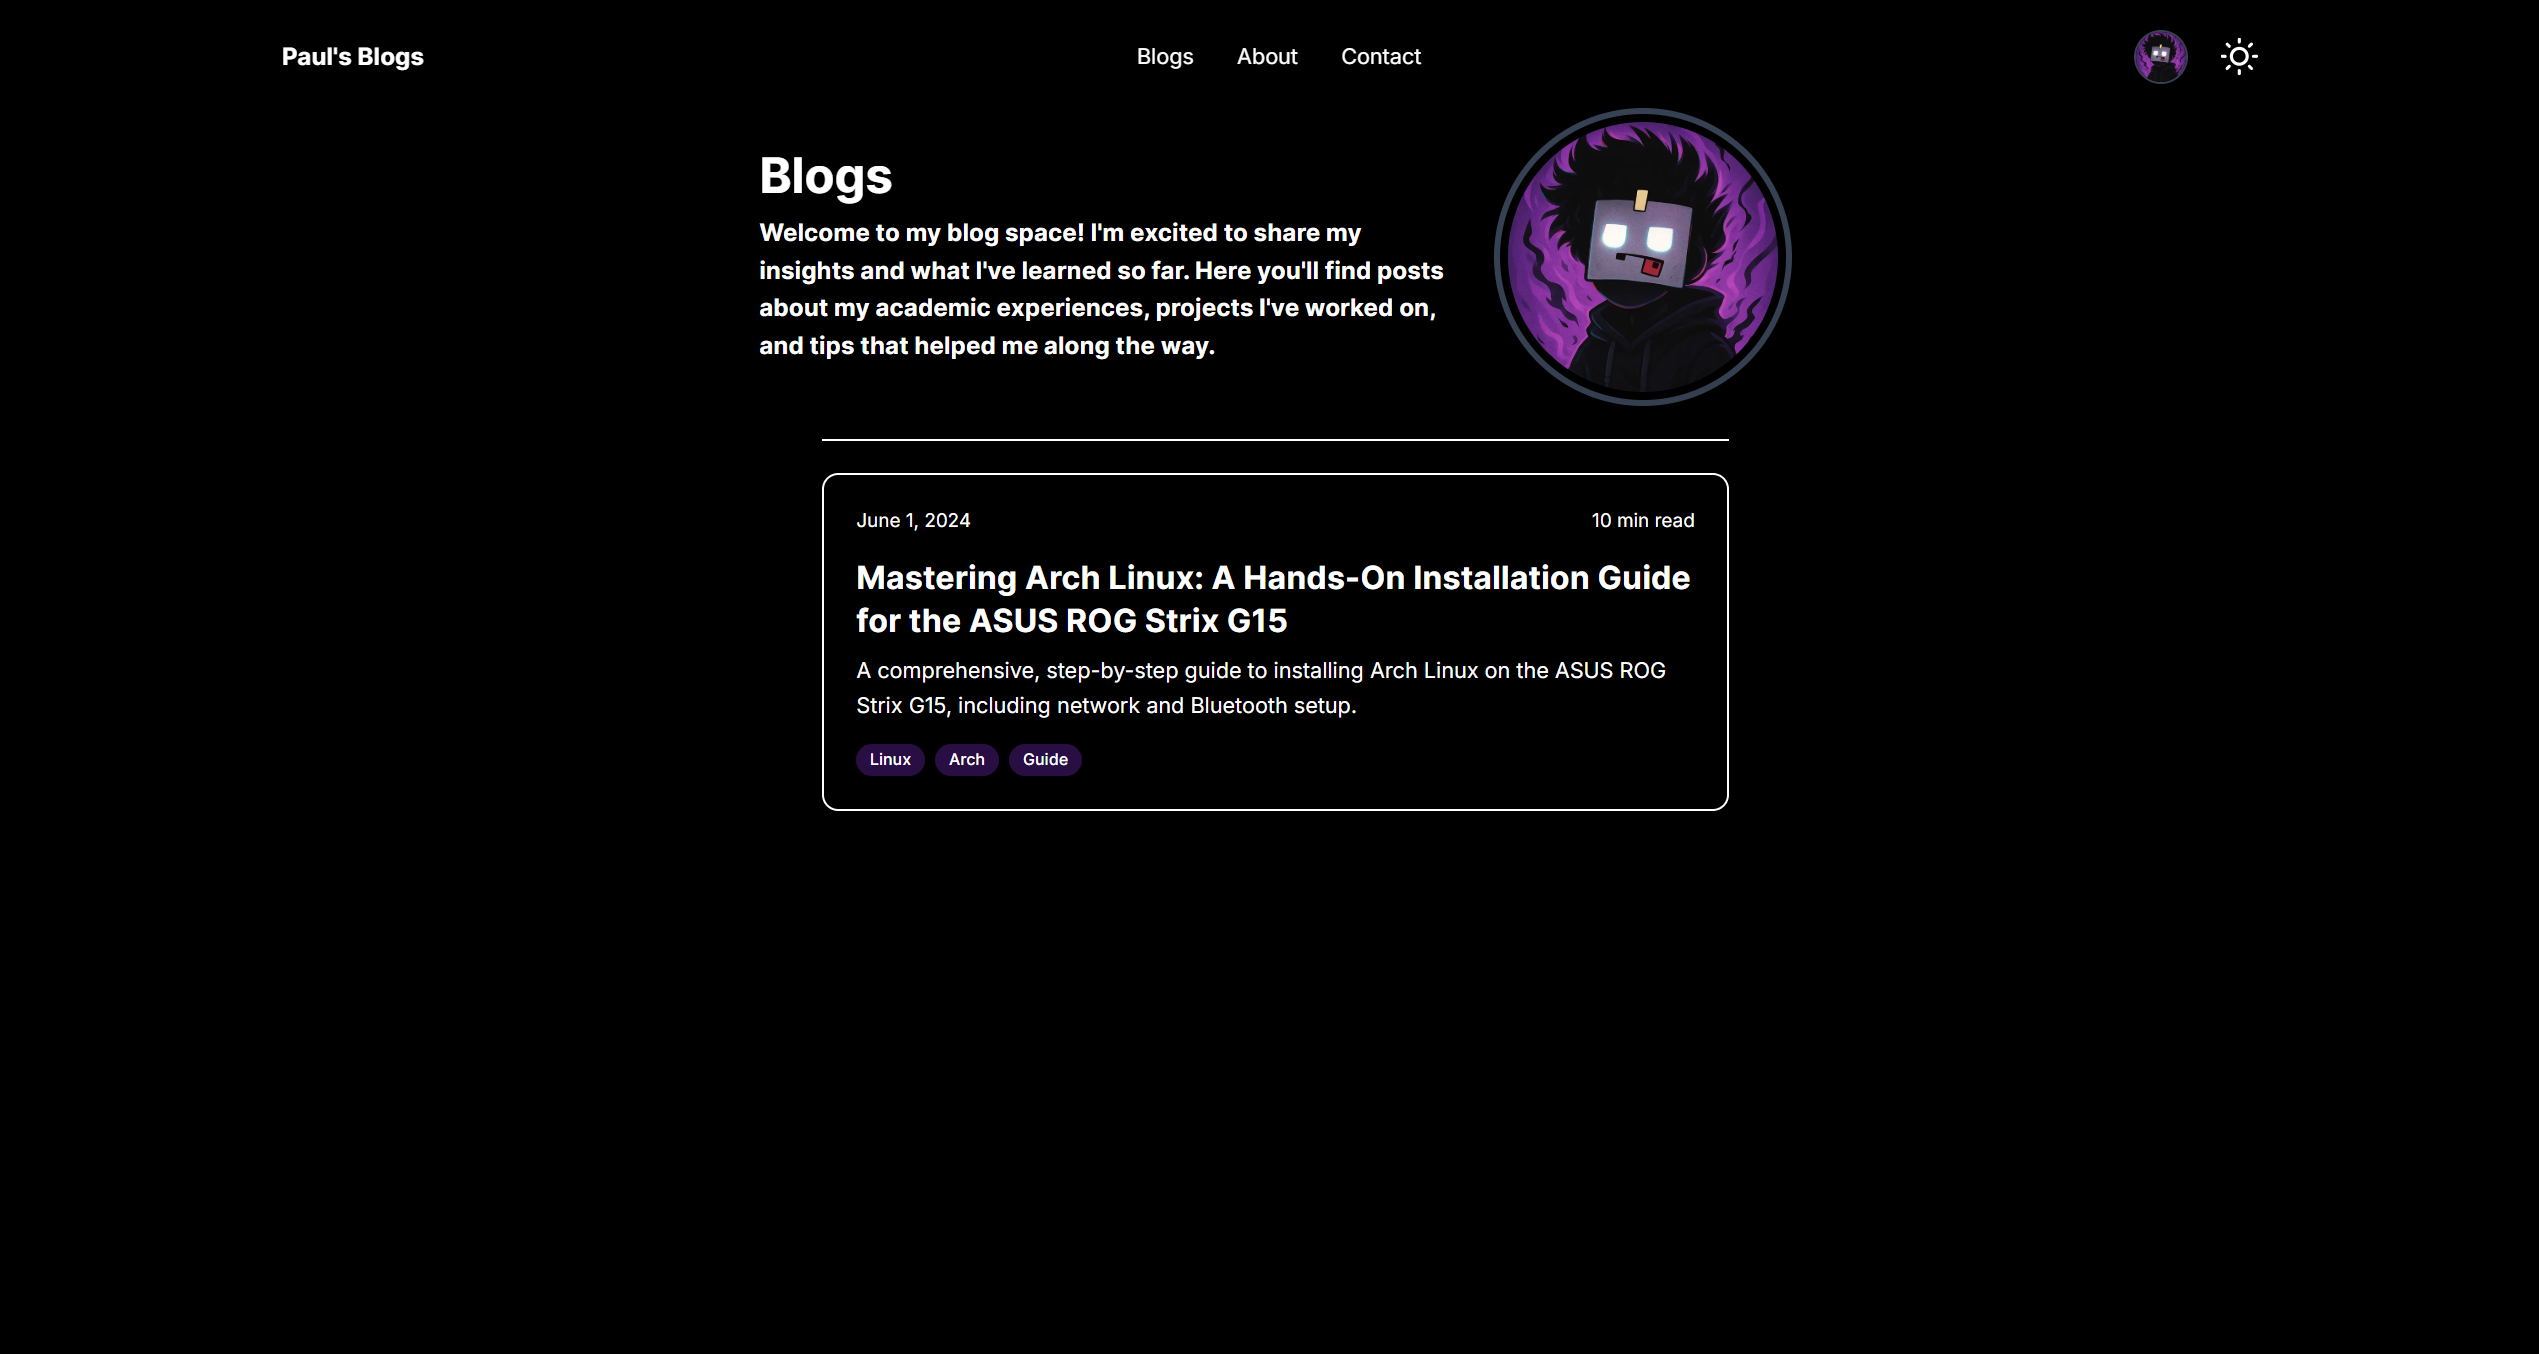 Paul's Blogs
Blogs
About
Contact
Blogs
Welcome to my blog space! I'm excited to share my
insights and what I've learned so far. Here you'll find posts
about my academic experiences, projects I've worked on,
and tips that helped me along the way.
June 1, 2024
10 min read
Mastering Arch Linux: A Hands-On Installation Guide
for the ASUS ROG Strix G15
A comprehensive, step-by-step guide to installing Arch Linux on the ASUS ROG
Strix G15, including network and Bluetooth setup.
Linux
Arch
Guide